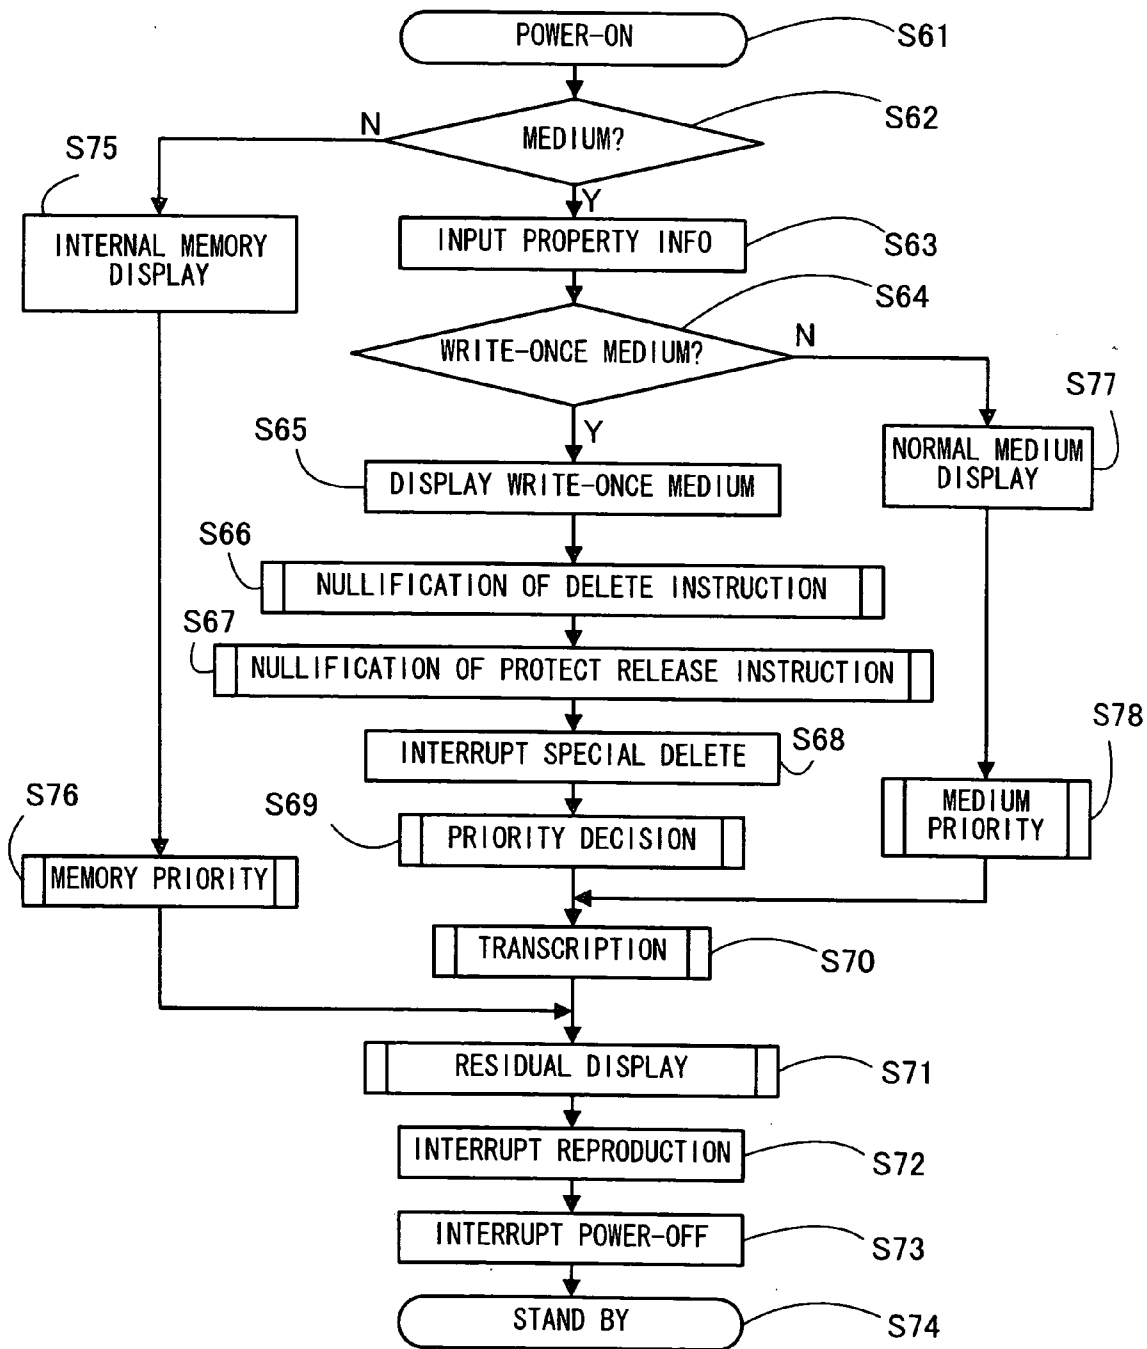 POWER-ON
S61
MEDIUM?
S62
N
Y
S75
INTERNAL MEMORY
DISPLAY
INPUT PROPERTY INFO
S63
WRITE-ONCE MEDIUM?
S64
N
Y
S77
NORMAL MEDIUM
DISPLAY
S65
DISPLAY WRITE-ONCE MEDIUM
S66
NULLIFICATION OF DELETE INSTRUCTION
S67
NULLIFICATION OF PROTECT RELEASE INSTRUCTION
INTERRUPT SPECIAL DELETE
S68
S78
MEDIUM
PRIORITY
S69
PRIORITY DECISION
S76
MEMORY PRIORITY
TRANSCRIPTION
S70
RESIDUAL DISPLAY
S71
INTERRUPT REPRODUCTION
S72
INTERRUPT POWER-OFF
S73
STAND BY
S74